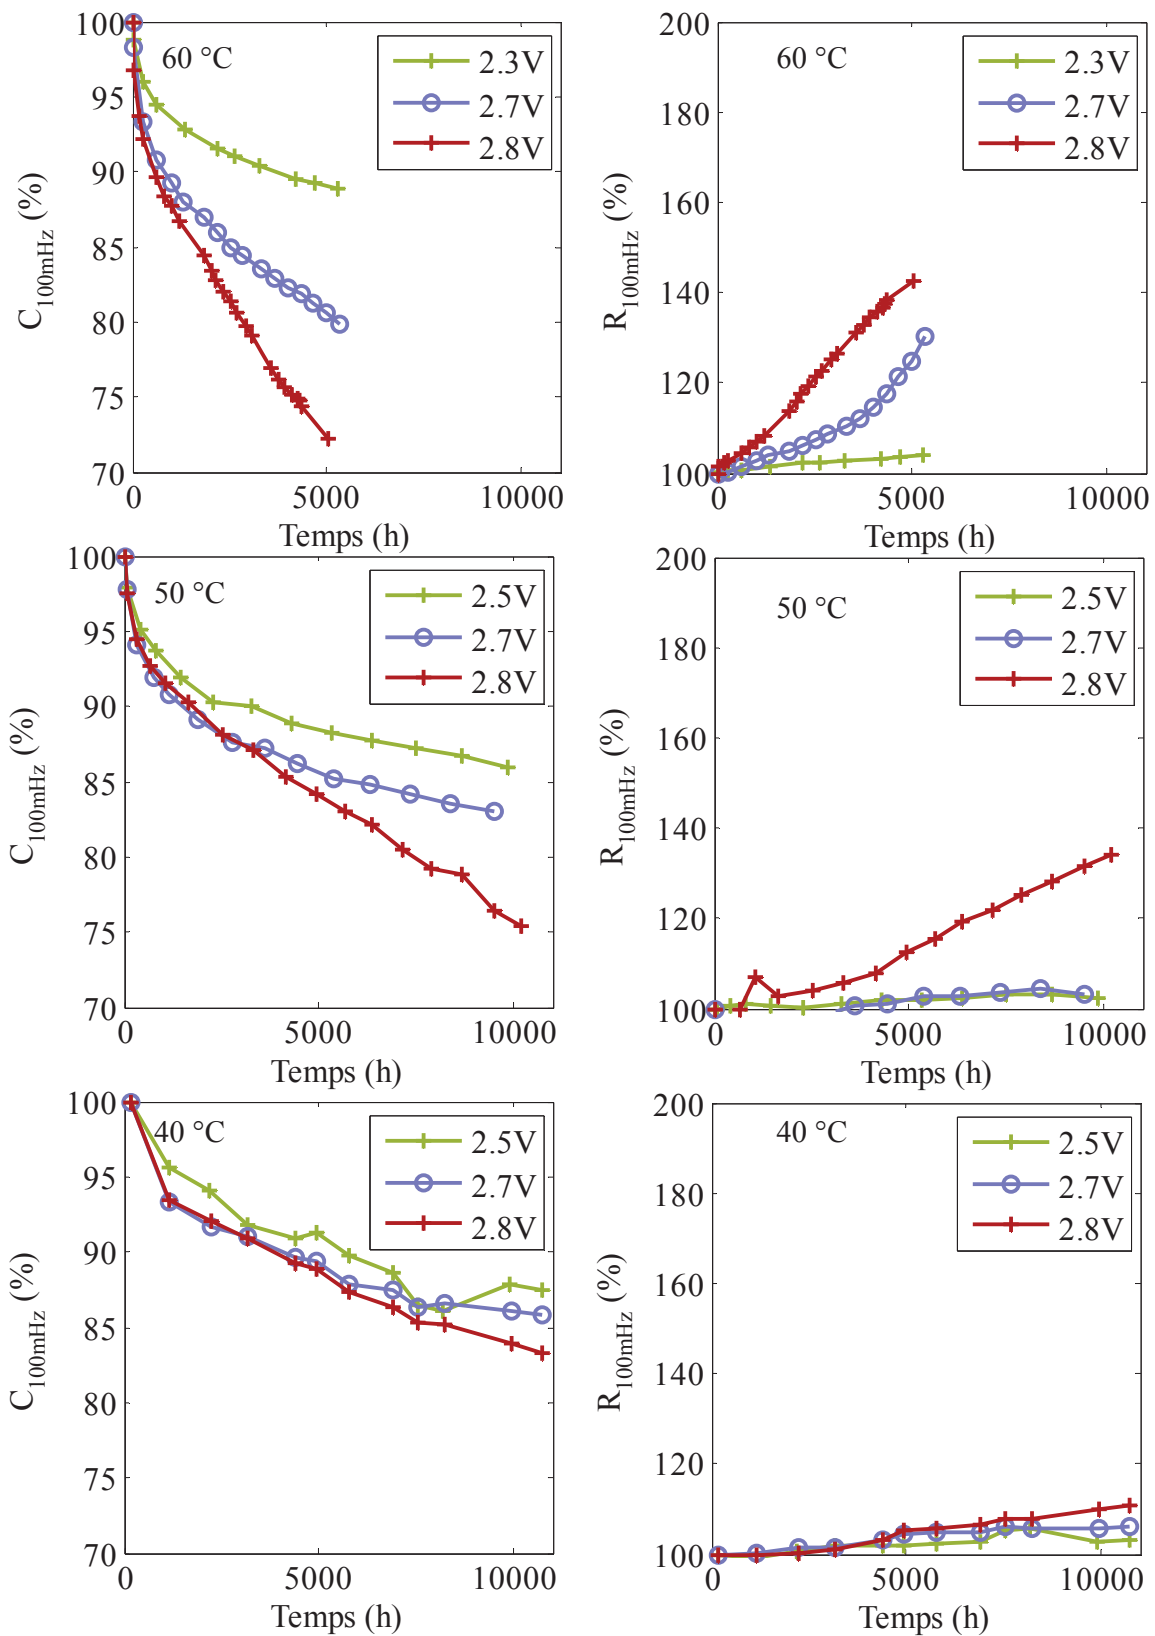 100
95
90
85
80
75
70
0
5000
10000
C100mHz (%)
Temps (h)
60 °C
2.3V
2.7V
2.8V
200
180
160
140
120
100
0
5000
10000
R100mHz (%)
Temps (h)
60 °C
2.3V
2.7V
2.8V
100
95
90
85
80
75
70
0
5000
10000
C100mHz (%)
Temps (h)
50 °C
2.5V
2.7V
2.8V
200
180
160
140
120
100
0
5000
10000
R100mHz (%)
Temps (h)
50 °C
2.5V
2.7V
2.8V
100
95
90
85
80
75
70
0
5000
10000
C100mHz (%)
Temps (h)
40 °C
2.5V
2.7V
2.8V
200
180
160
140
120
100
0
5000
10000
R100mHz (%)
Temps (h)
40 °C
2.5V
2.7V
2.8V